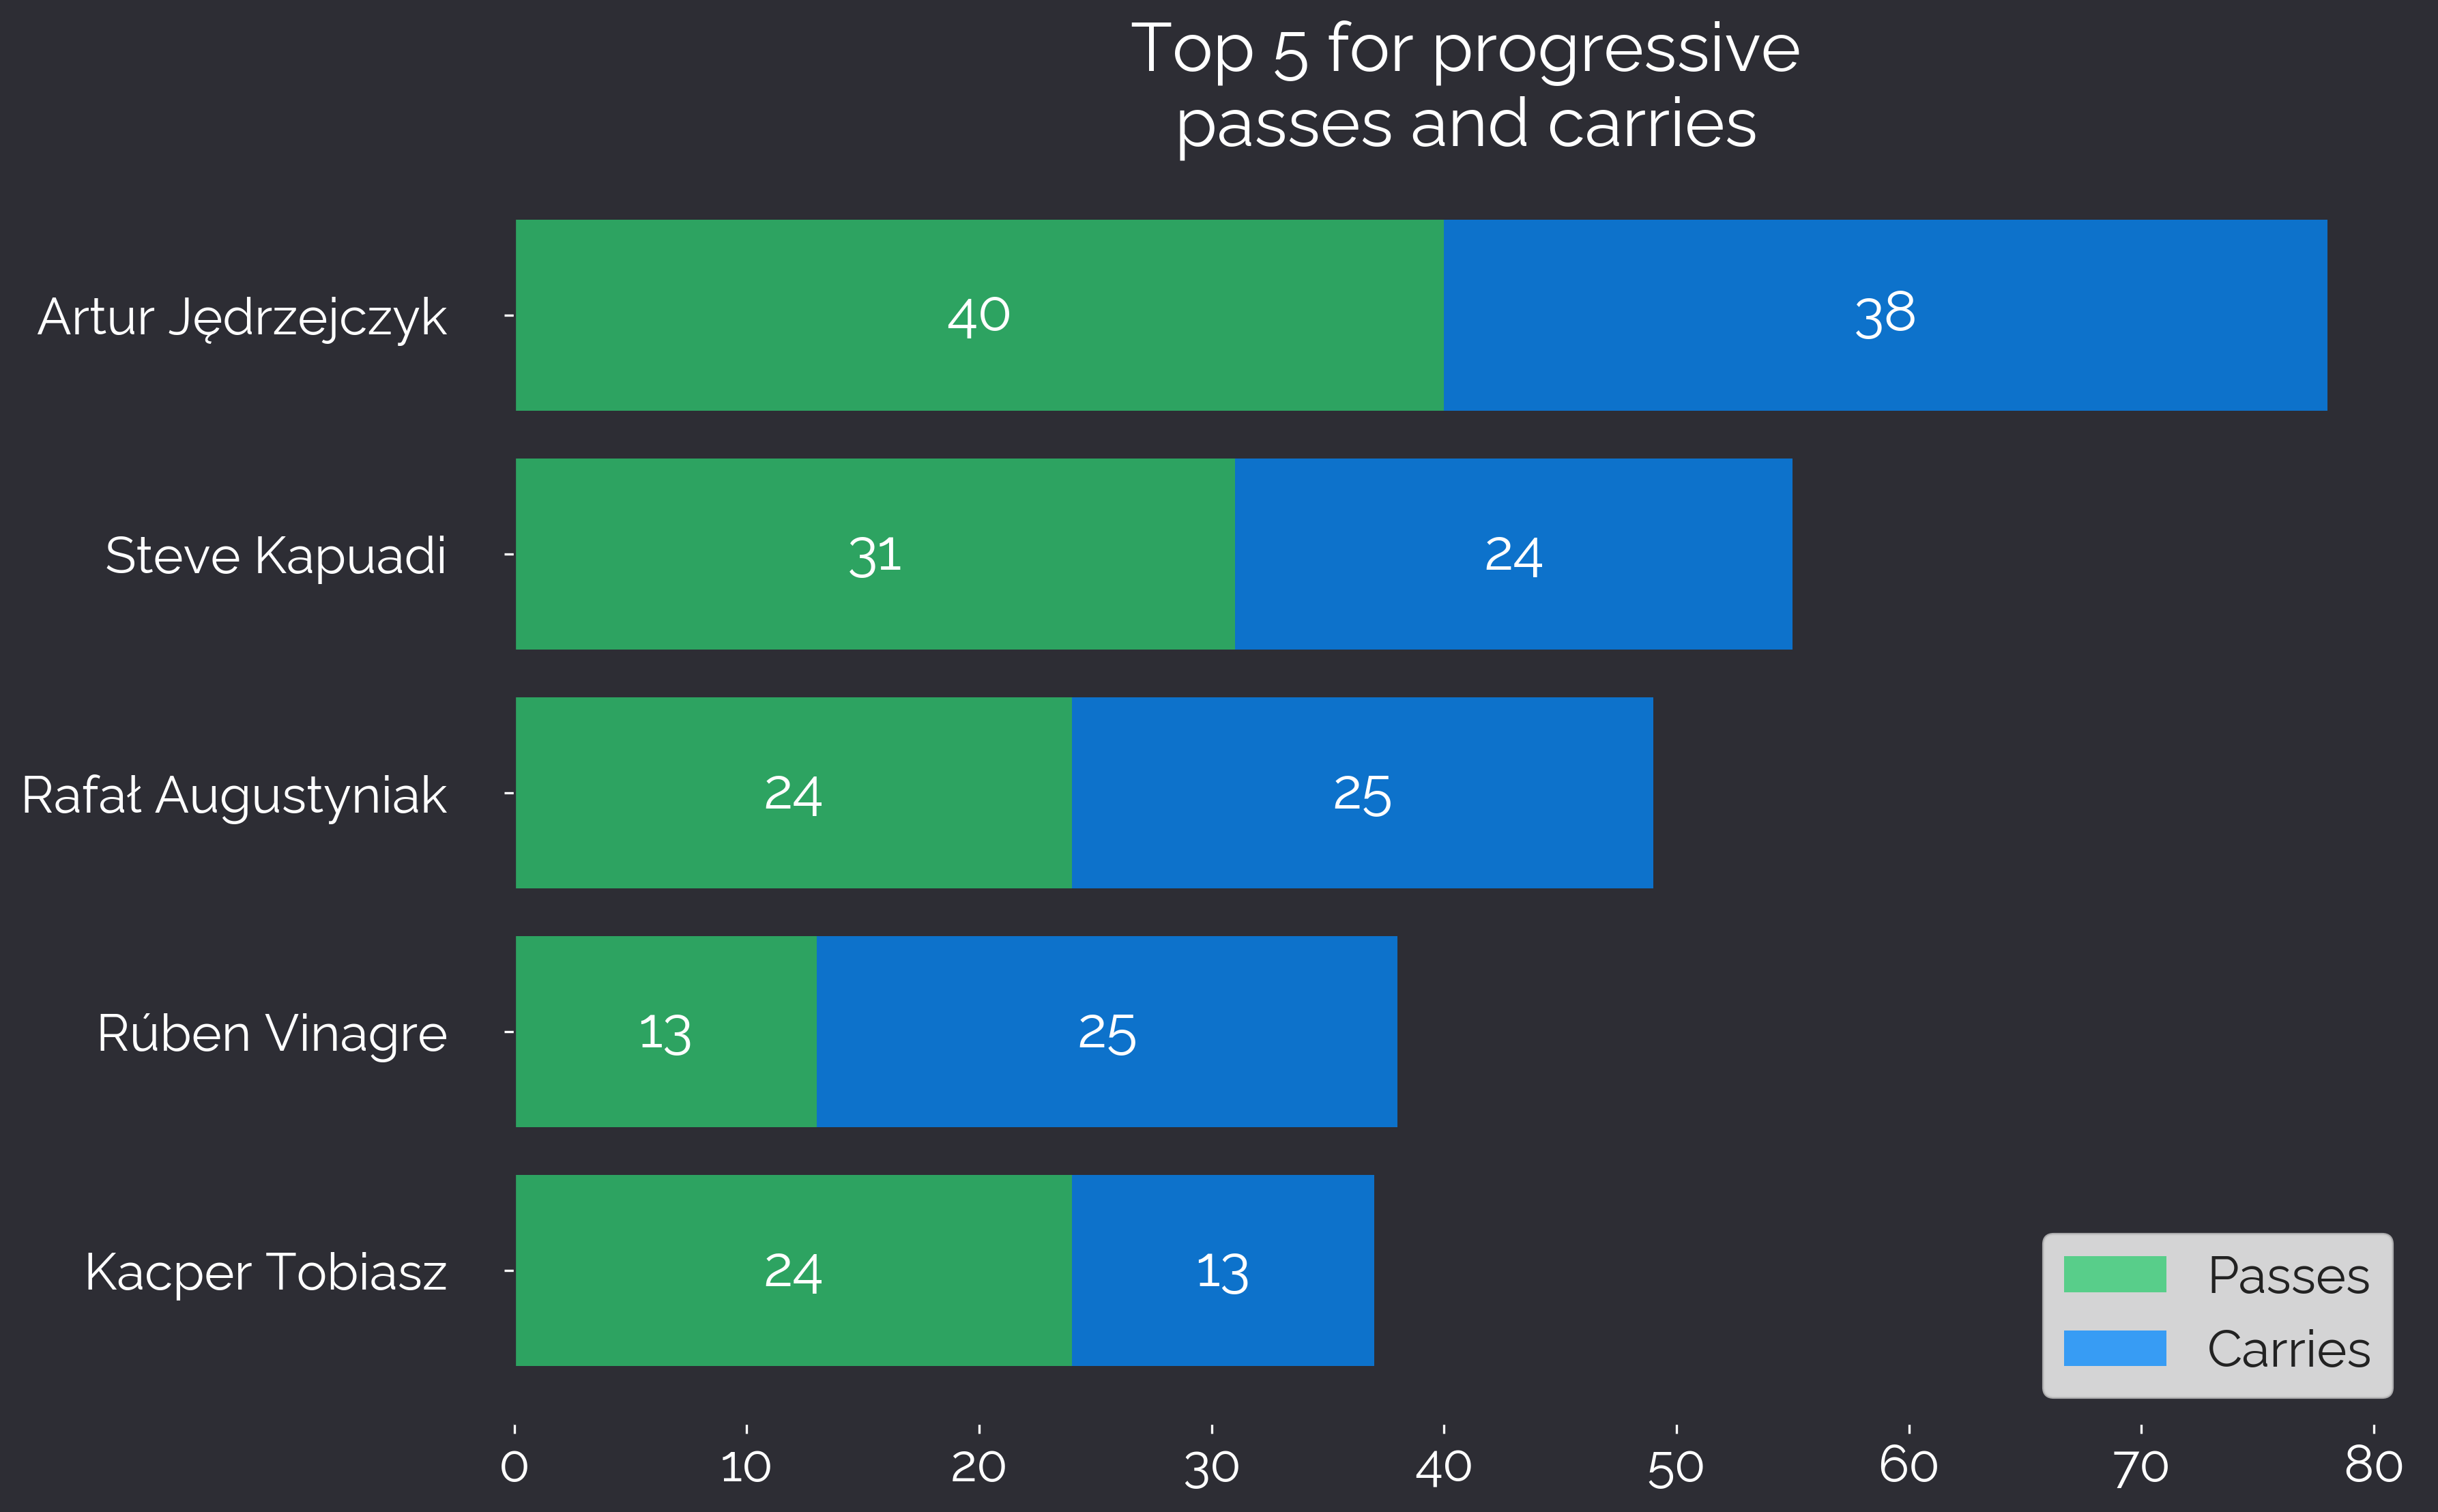 Top 5 for progressive
passes and carries
Artur Jędrzejczyk
40
38
Steve Kapuadi
31
24
Rafał Augustyniak
24
25
Rúben Vinagre
13
25
Kacper Tobiasz
24
13
Passes
Carries
0 10 20 30 40 50 60 70 80